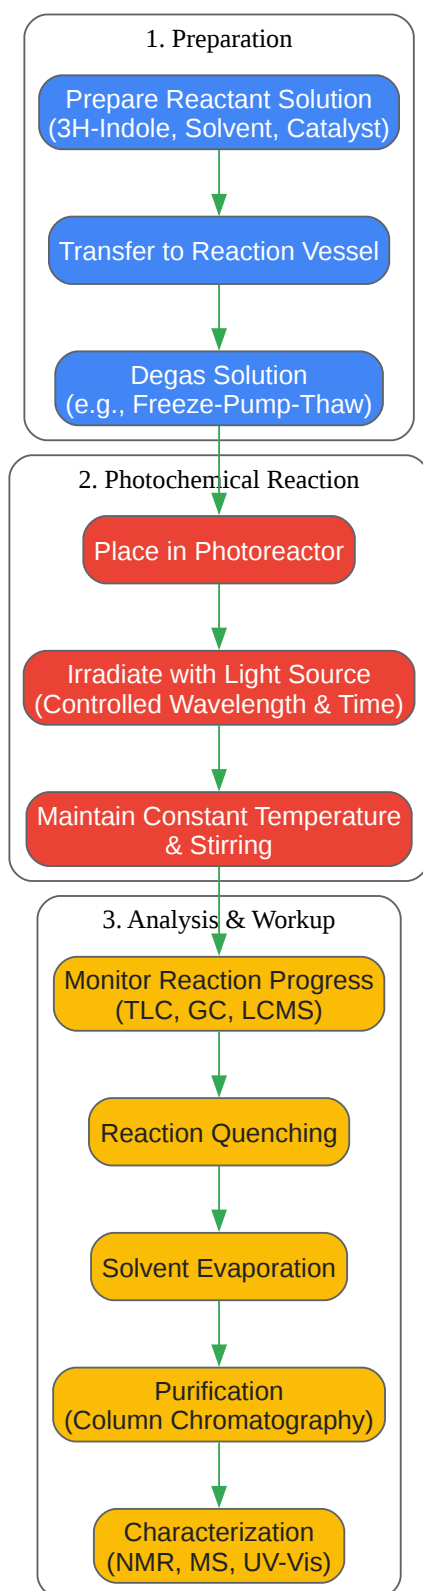 1. Preparation
Prepare Reactant Solution
(3H-Indole, Solvent, Catalyst)
Transfer to Reaction Vessel
Degas Solution
(e.g., Freeze-Pump-Thaw)
2. Photochemical Reaction
Place in Photoreactor
Irradiate with Light Source
(Controlled Wavelength & Time)
Maintain Constant Temperature
& Stirring
3. Analysis & Workup
Monitor Reaction Progress
(TLC, GC, LCMS)
Reaction Quenching
Solvent Evaporation
Purification
(Column Chromatography)
Characterization
(NMR, MS, UV-Vis)